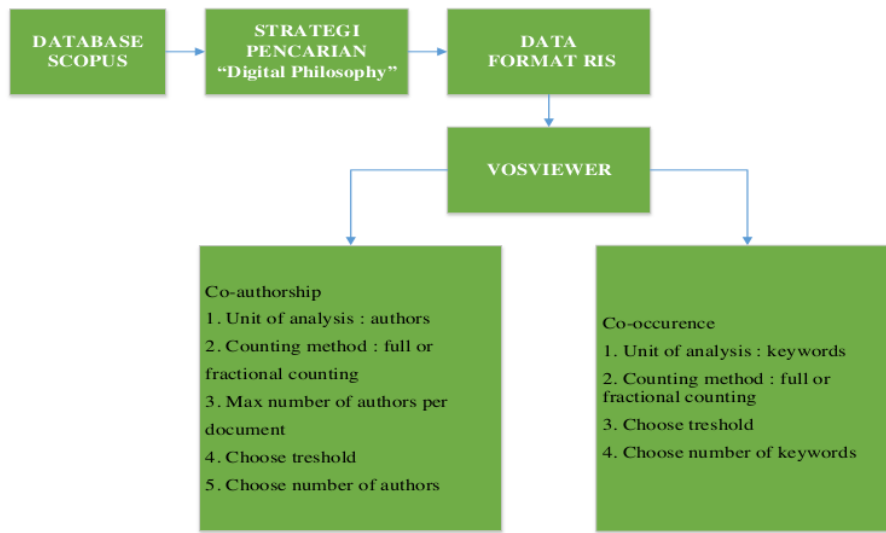 DATABASE
SCOPUS
STRATEGI
PENCARIAN
“Digital Philosophy”
DATA
FORMAT RIS
VOSVIEWER
Co-authorship
1. Unit of analysis : authors
2. Counting method : full or
fractional counting
3. Max number of authors per
document
4. Choose treshold
5. Choose number of authors
Co-occurence
1. Unit of analysis : keywords
2. Counting method : full or
fractional counting
3. Choose treshold
4. Choose number of keywords